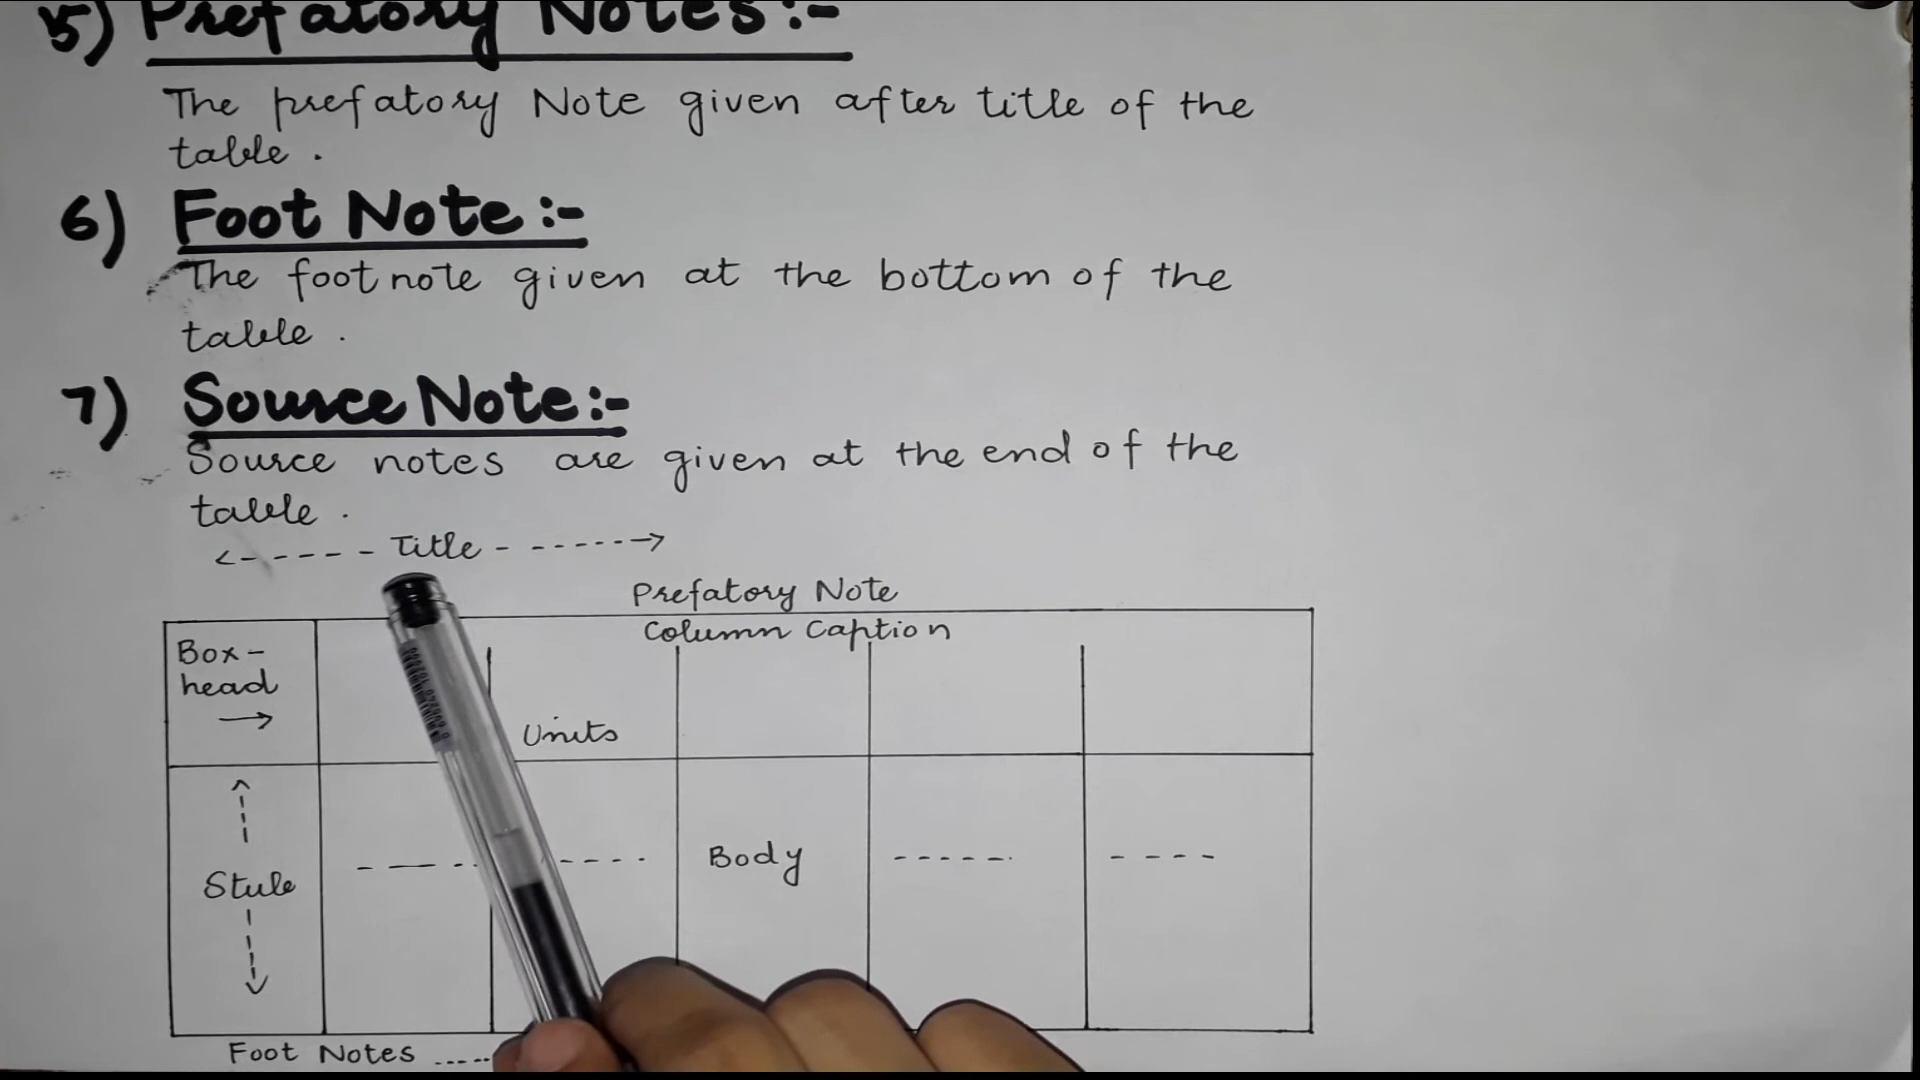 5) Prefatory Notes:-
The prefatory Note given after title of the
table.
6) Foot Note:-
The footnote given at the bottom of the
table.
7) Source Note:-
Source notes are given at the end of the
table.
<----- Title ------->
Prefatory Note
Column Caption
Box-
head
→
Units
Body
Stule
Foot Notes .....